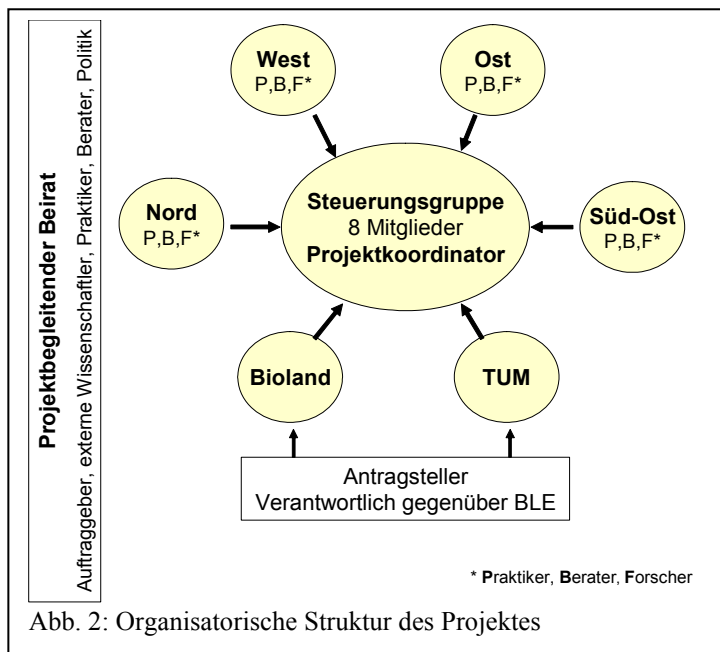 Projektbegleitender Beirat
Auftraggeber, externe Wissenschaftler, Praktiker, Berater, Politik
West
P,B,F*
Ost
P,B,F*
Nord
P,B,F*
Steuerungsgruppe
8 Mitglieder
Projektkoordinator
Süd-Ost
P,B,F*
Bioland
TUM
Antragsteller
Verantwortlich gegenüber BLE
* Praktiker, Berater, Forscher
Abb. 2: Organisatorische Struktur des Projektes